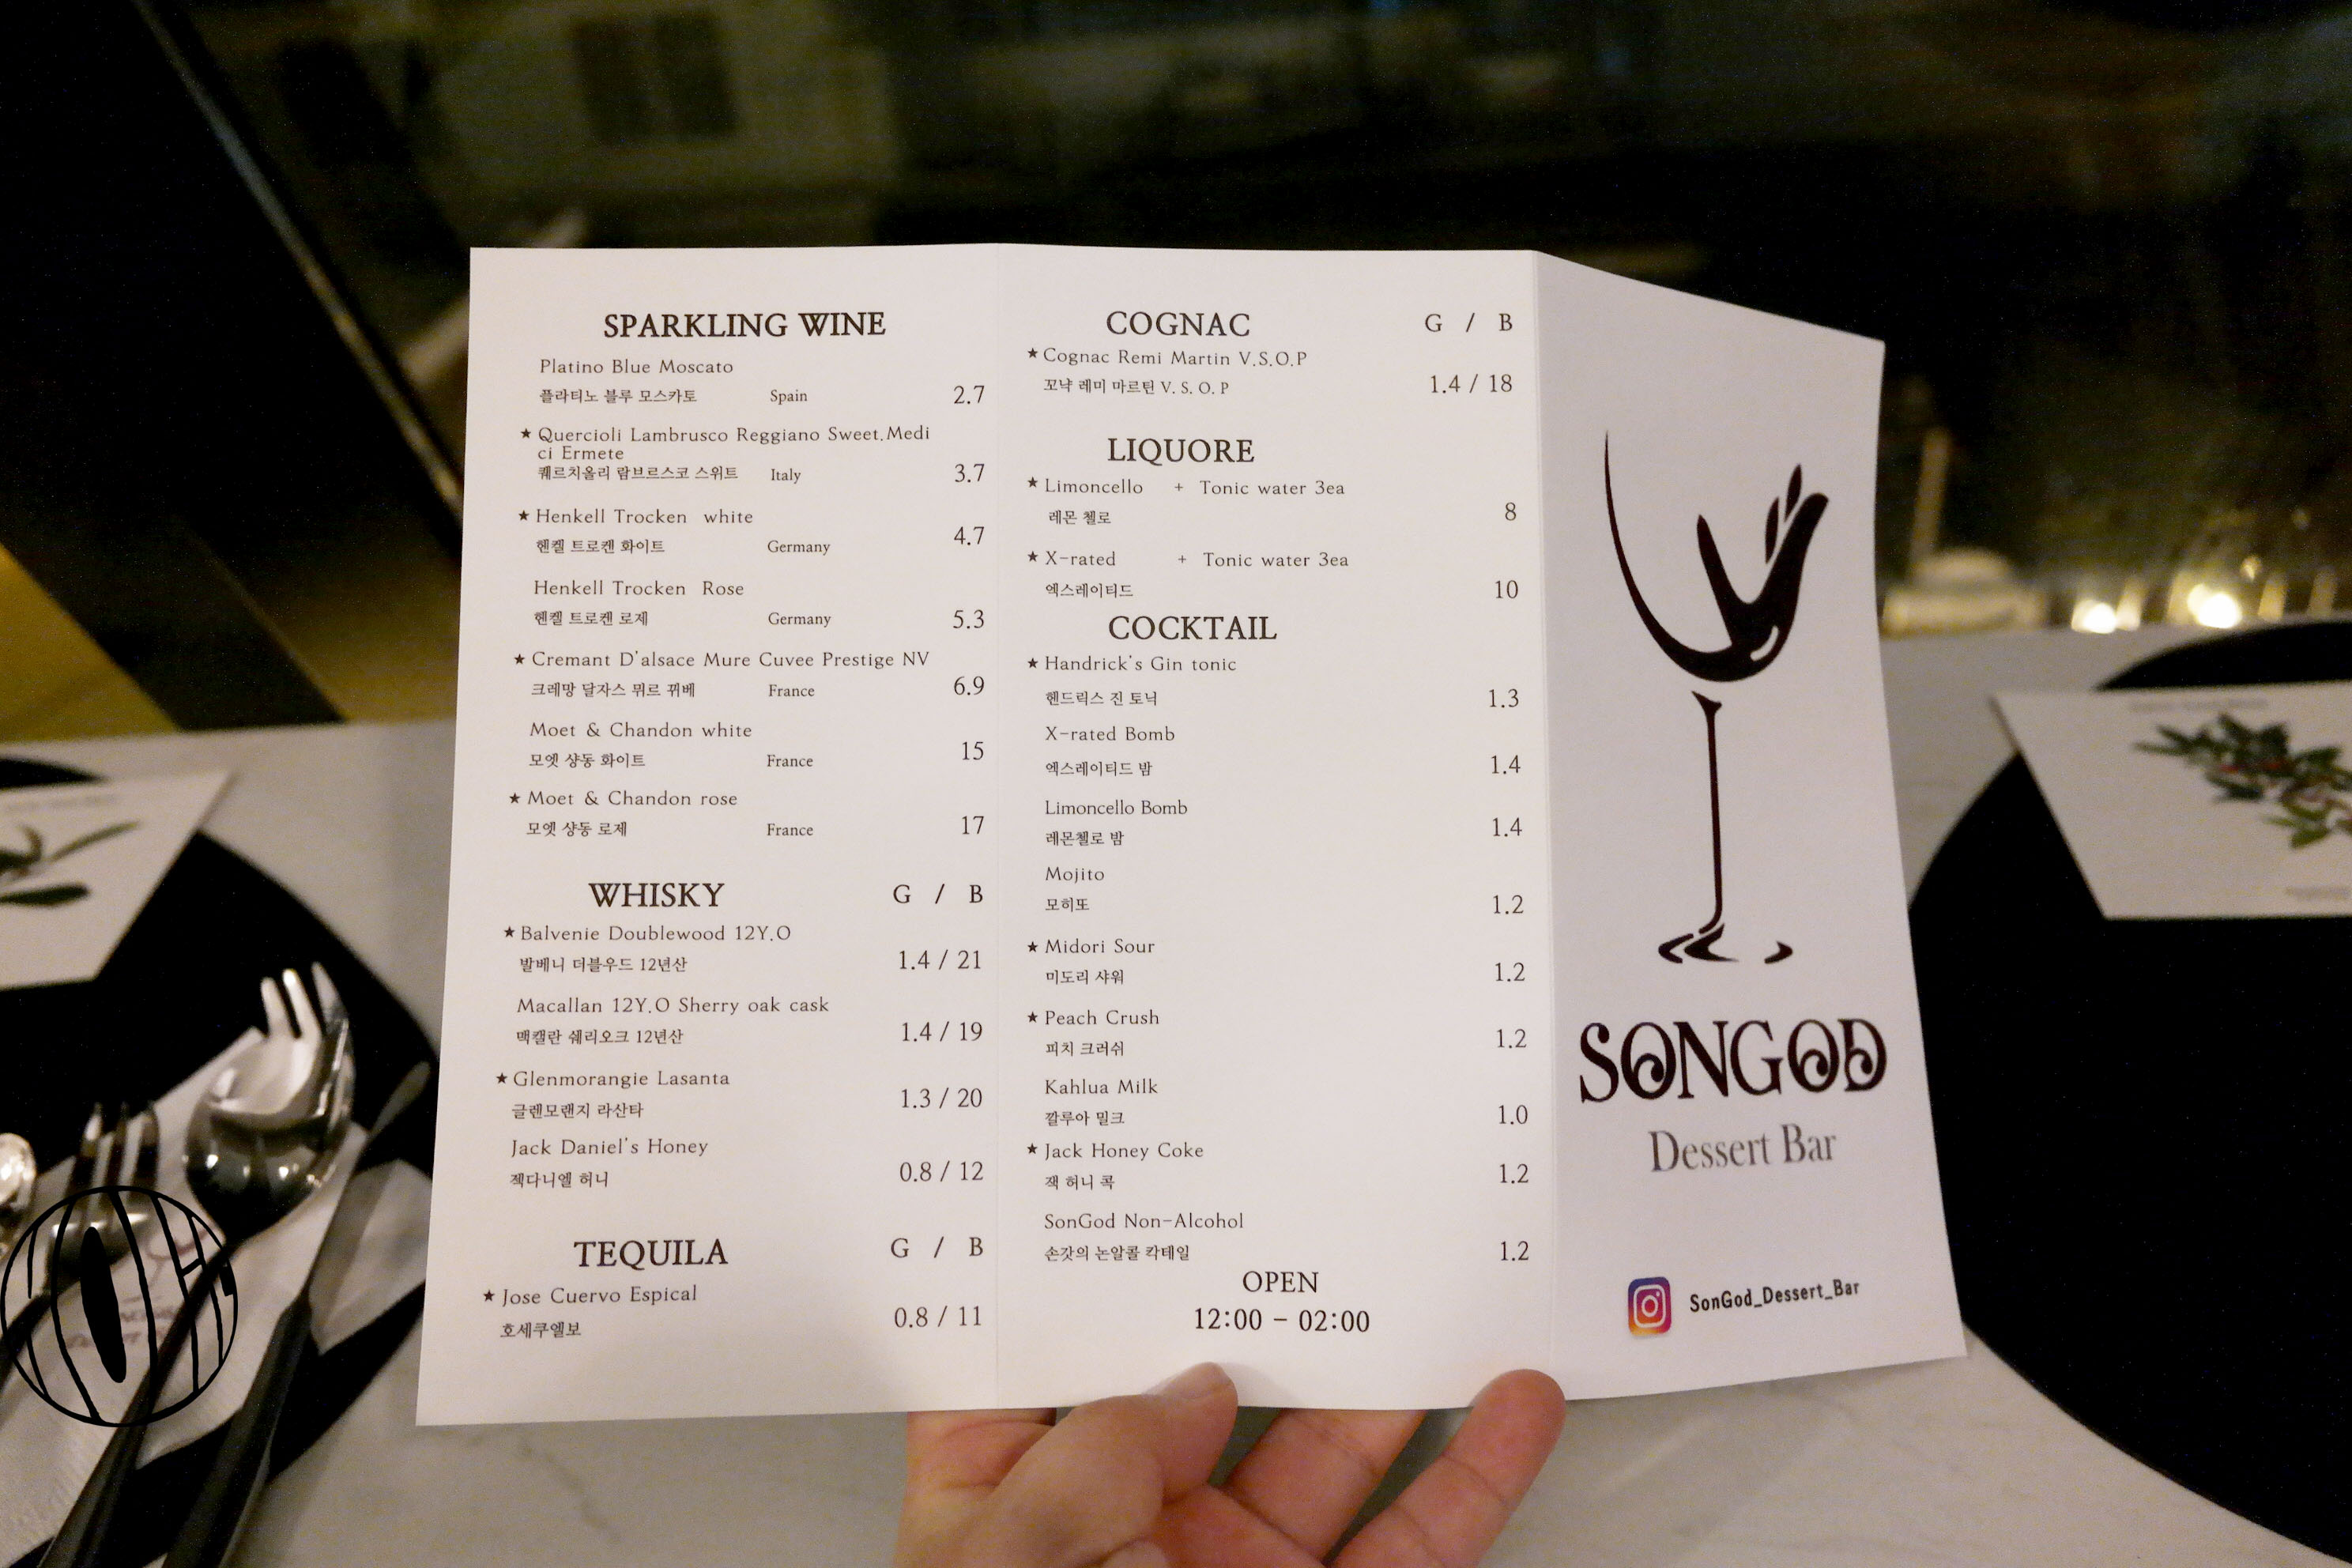 SPARKLING WINE
Platino Blue Moscato
플라티노 블루 모스카토 Spain 2.7
★ Quercioli Lambrusco Reggiano Sweet.Medi
ci Ermete
퀘르치올리 람브르스코 스위트 Italy 3.7
★ Henkell Trocken white
헨켈 트로켄 화이트 Germany 4.7
Henkell Trocken Rose
헨켈 트로켄 로제 Germany 5.3
★ Cremant D'alsace Mure Cuvee Prestige NV
크레망 달자스 뮈르 뀌베 France 6.9
Moet & Chandon white
모엣 샹동 화이트 France 15
★ Moet & Chandon rose
모엣 샹동 로제 France 17
WHISKY G / B
★ Balvenie Doublewood 12Y.O
발베니 더블우드 12년산 1.4 / 21
Macallan 12Y.O Sherry oak cask
맥캘란 쉐리오크 12년산 1.4 / 19
★ Glenmorangie Lasanta
글렌모랜지 라산타 1.3 / 20
Jack Daniel's Honey
젝다니엘 허니 0.8 / 12
TEQUILA G / B
★ Jose Cuervo Espical
호세쿠엘보 0.8 / 11
COGNAC G / B
★ Cognac Remi Martin V.S.O.P
꼬냑 레미 마르틴 V. S. O. P 1.4 / 18
LIQUORE
★ Limoncello + Tonic water 3ea
레몬 첼로 8
★ X-rated + Tonic water 3ea
엑스레이티드 10
COCKTAIL
★ Handrick's Gin tonic
헨드릭스 진 토닉 1.3
X-rated Bomb
엑스레이티드 밤 1.4
Limoncello Bomb
레몬첼로 밤 1.4
Mojito
모히또 1.2
★ Midori Sour
미도리 샤워 1.2
★ Peach Crush
피치 크러쉬 1.2
Kahlua Milk
깔루아 밀크 1.0
★ Jack Honey Coke
잭 허니 콕 1.2
SonGod Non-Alcohol
손갓의 논알콜 칵테일 1.2
OPEN
12:00 - 02:00
SONGOD
Dessert Bar
SonGod_Dessert_Bar